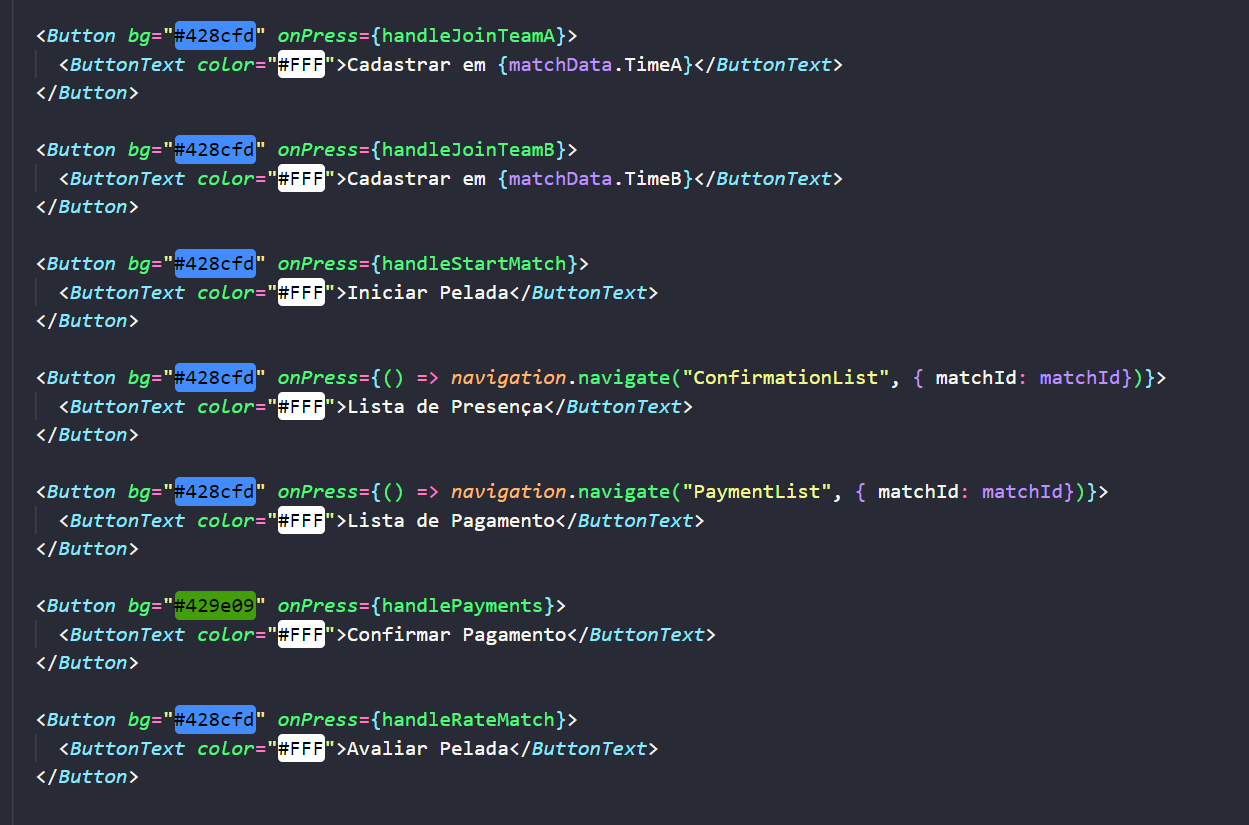 <Button bg="#428cfd" onPress={handleJoinTeamA}>
<ButtonText color="#FFF">Cadastrar em {matchData.TimeA}</ButtonText>
</Button>
<Button bg="#428cfd" onPress={handleJoinTeamB}>
<ButtonText color="#FFF">Cadastrar em {matchData.TimeB}</ButtonText>
</Button>
<Button bg="#428cfd" onPress={handleStartMatch}>
<ButtonText color="#FFF">Iniciar Pelada</ButtonText>
</Button>
<Button bg="#428cfd" onPress={() => navigation.navigate("ConfirmationList", { matchId: matchId})}>
<ButtonText color="#FFF">Lista de Presença</ButtonText>
</Button>
<Button bg="#428cfd" onPress={() => navigation.navigate("PaymentList", { matchId: matchId})}>
<ButtonText color="#FFF">Lista de Pagamento</ButtonText>
</Button>
<Button bg="#429e09" onPress={handlePayments}>
<ButtonText color="#FFF">Confirmar Pagamento</ButtonText>
</Button>
<Button bg="#428cfd" onPress={handleRateMatch}>
<ButtonText color="#FFF">Avaliar Pelada</ButtonText>
</Button>